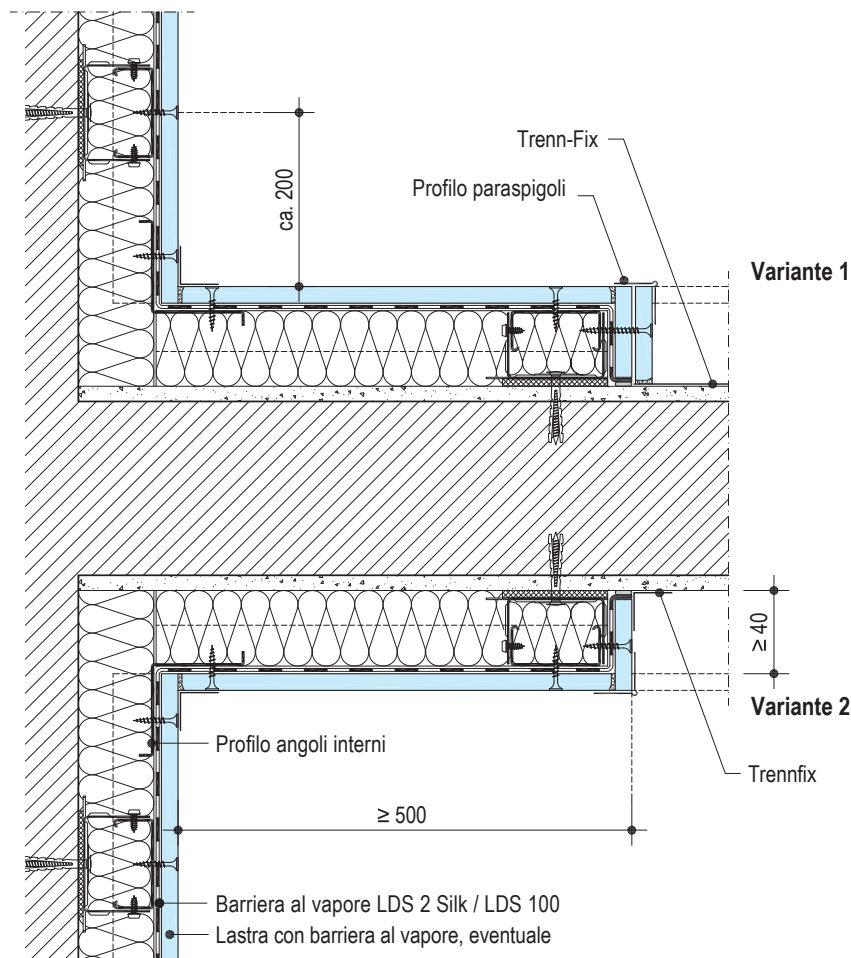 Trenn-Fix
Profilo paraspigoli
ca. 200
Variante 1
≥ 40
Variante 2
Profilo angoli interni
Trennfix
≥ 500
Barriera al vapore LDS 2 Silk / LDS 100
Lastra con barriera al vapore, eventuale